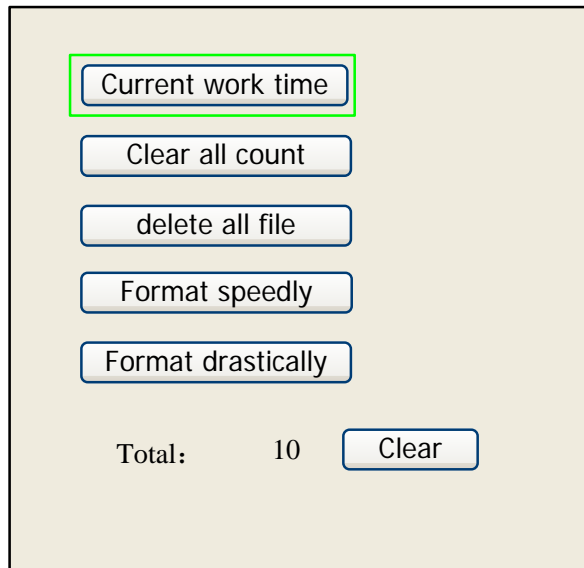 Current work time
Clear all count
delete all file
Format speedly
Format drastically
Total： 10 Clear